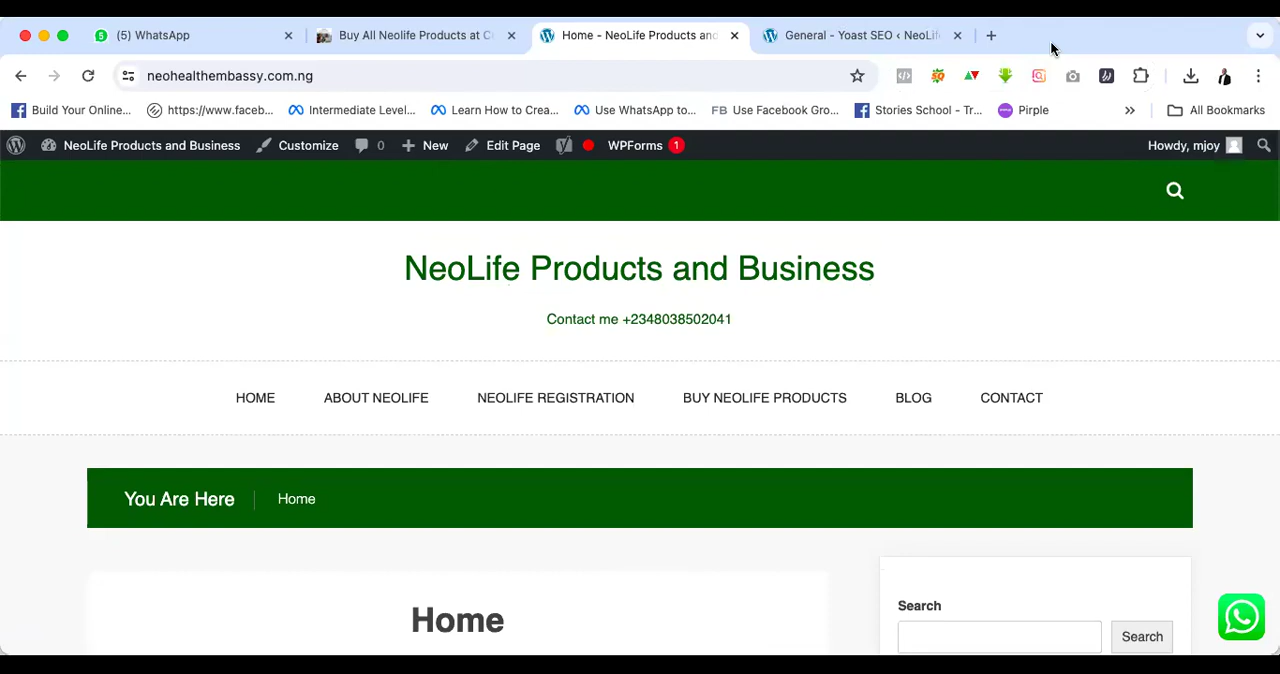 (5) WhatsApp
Buy All Neolife Products at C
Home - NeoLife Products and
General - Yoast SEO ‹ NeoLif
neohealthembassy.com.ng
Build Your Online...
https://www.faceb...
Intermediate Level...
Learn How to Crea...
Use WhatsApp to...
FB Use Facebook Gro...
Stories School - Tr...
Pirple
»
All Bookmarks
NeoLife Products and Business
Customize
0
New
Edit Page
WPForms 1
Howdy, mjoy
NeoLife Products and Business
Contact me +2348038502041
HOME
ABOUT NEOLIFE
NEOLIFE REGISTRATION
BUY NEOLIFE PRODUCTS
BLOG
CONTACT
You Are Here
Home
Home
Search
Search